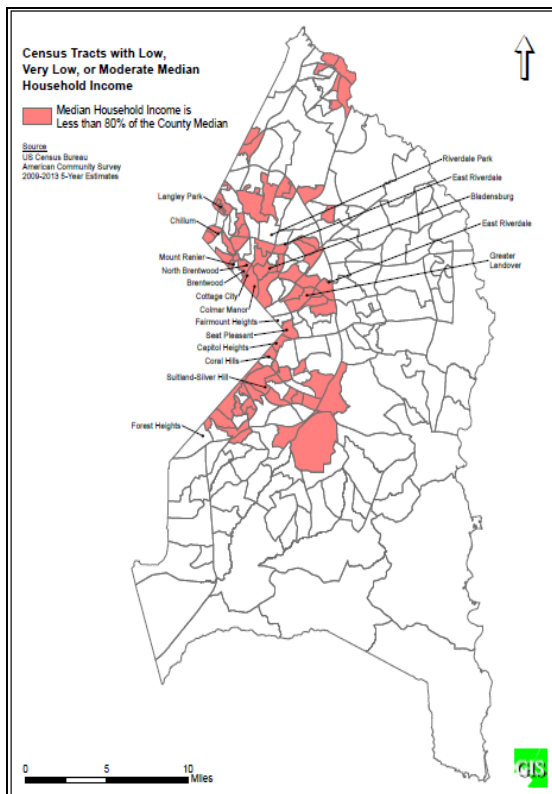 Census Tracts with Low,
Very Low, or Moderate Median
Household Income
Median Household Income is
Less than 80% of the County Median
Source
US Census Bureau
American Community Survey
2009-2013 5-Year Estimates
Riverdale Park
East Riverdale
Bladensburg
Langley Park
East Riverdale
Chillum
Greater
Landover
Mount Ranier
North Brentwood
Brentwood
Cottage City
Colmar Manor
Fairmount Heights
Seat Pleasant
Capitol Heights
Coral Hills
Suitland-Silver Hill
Forest Heights
0 5 10
Miles
GIS